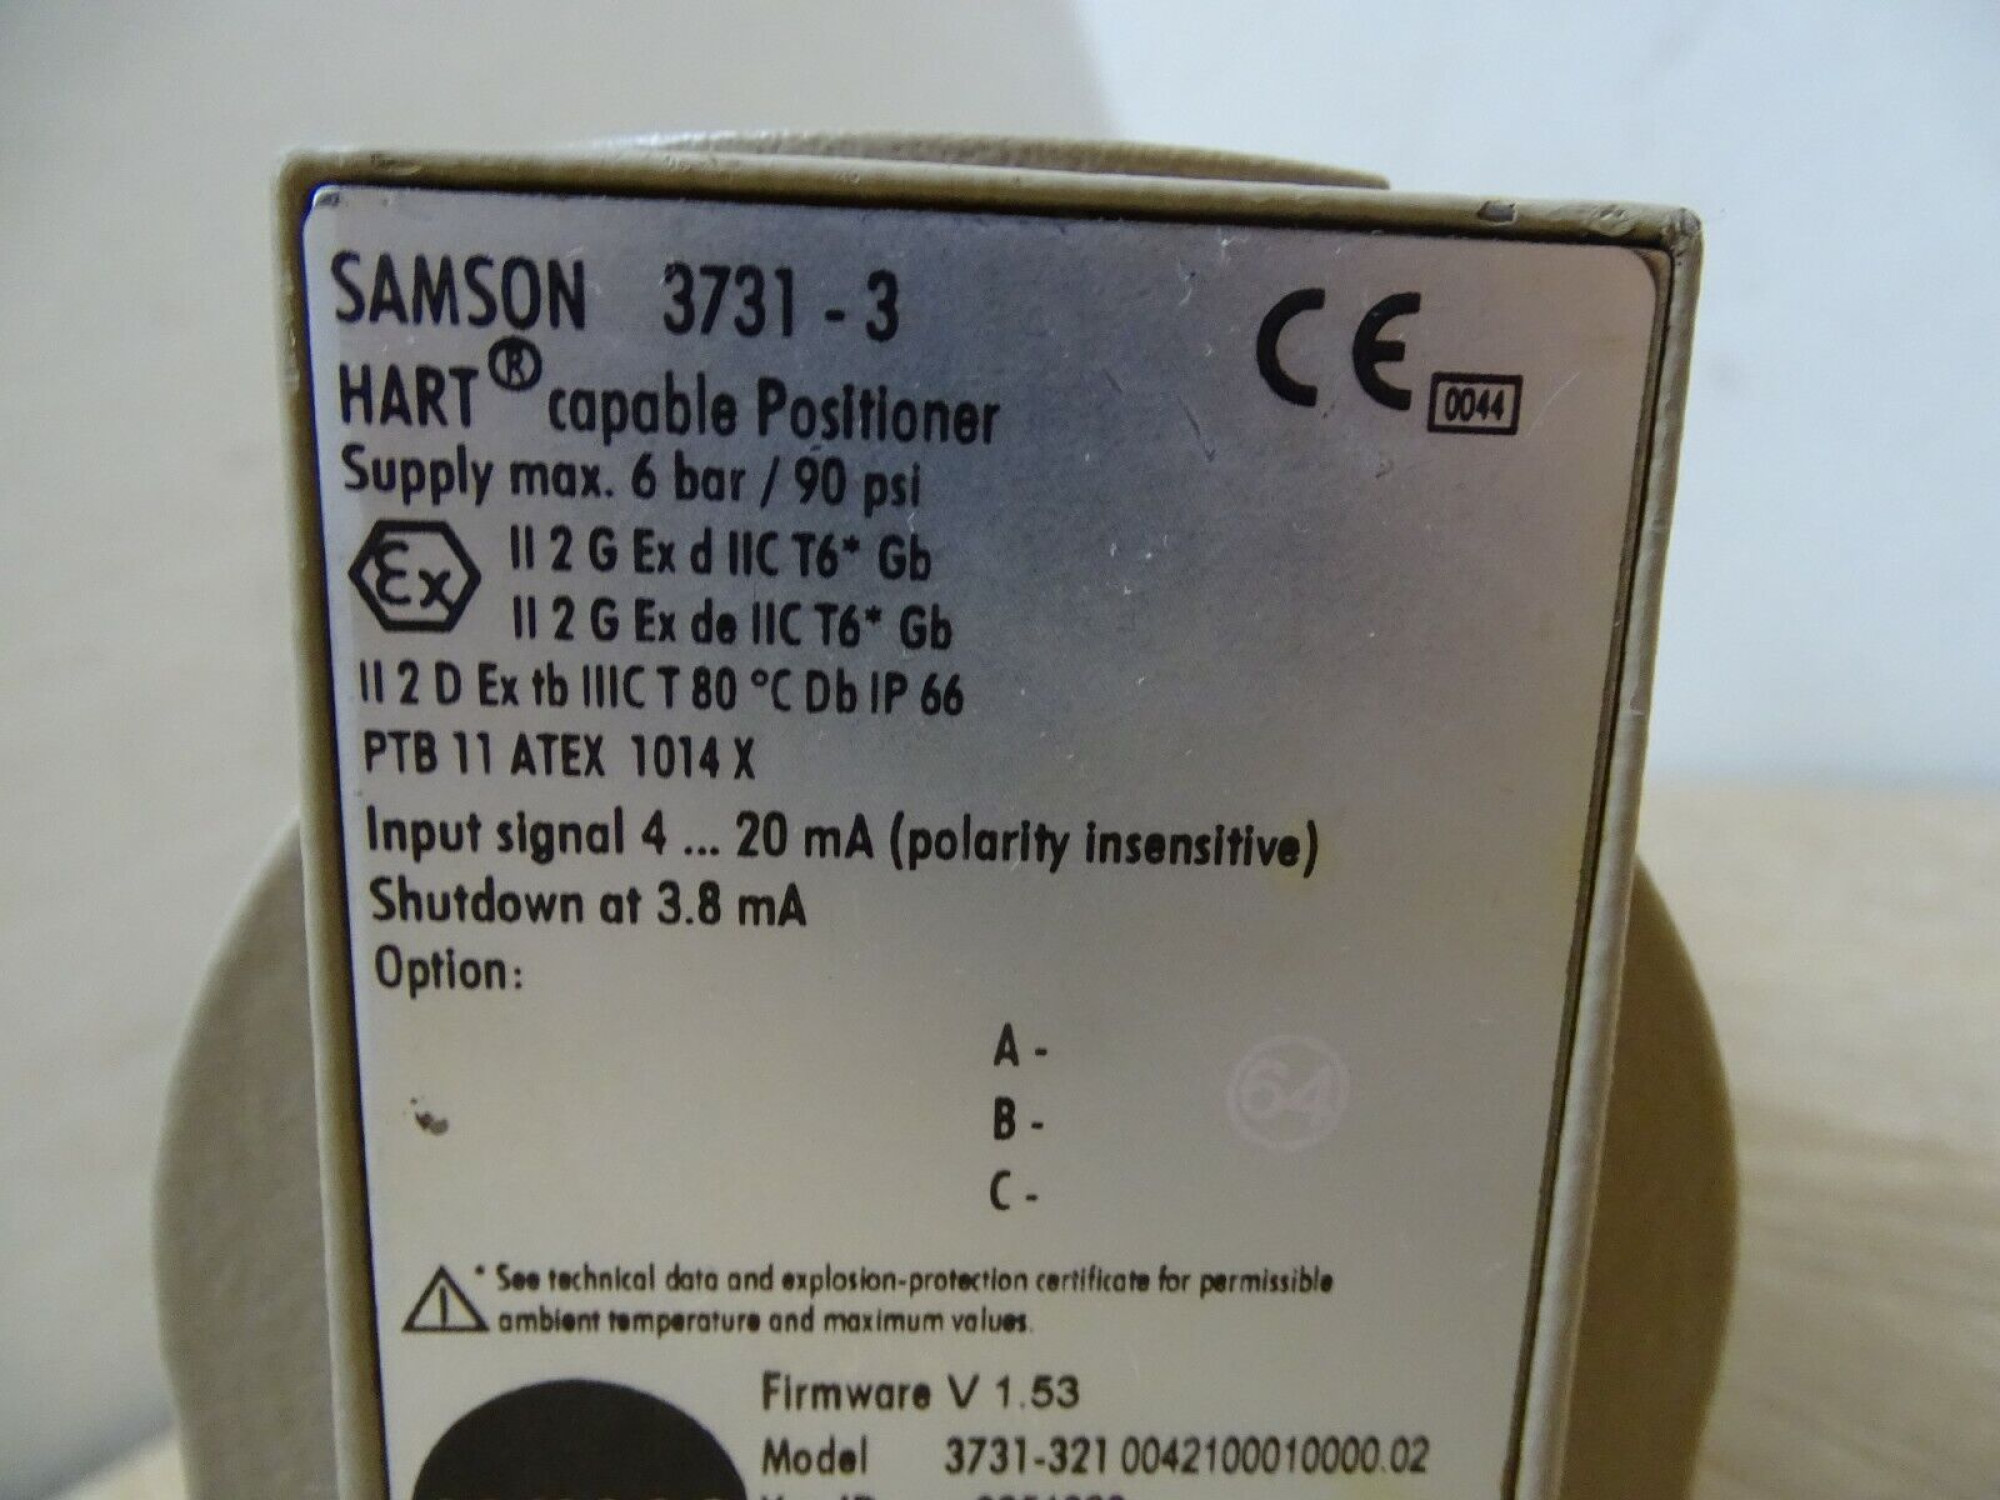 SAMSON 3731 - 3
HART® capable Positioner
CE 0044
Supply max. 6 bar / 90 psi
Ex II 2 G Ex d IIC T6* Gb
II 2 G Ex de IIC T6* Gb
II 2 D Ex tb IIIC T 80 °C Db IP 66
PTB 11 ATEX 1014 X
Input signal 4 ... 20 mA (polarity insensitive)
Shutdown at 3.8 mA
Option:
A -
B -
64
C -
* See technical data and explosion-protection certificate for permissible
ambient temperature and maximum values.
Firmware V 1.53
Model 3731-321 0042100010000.02